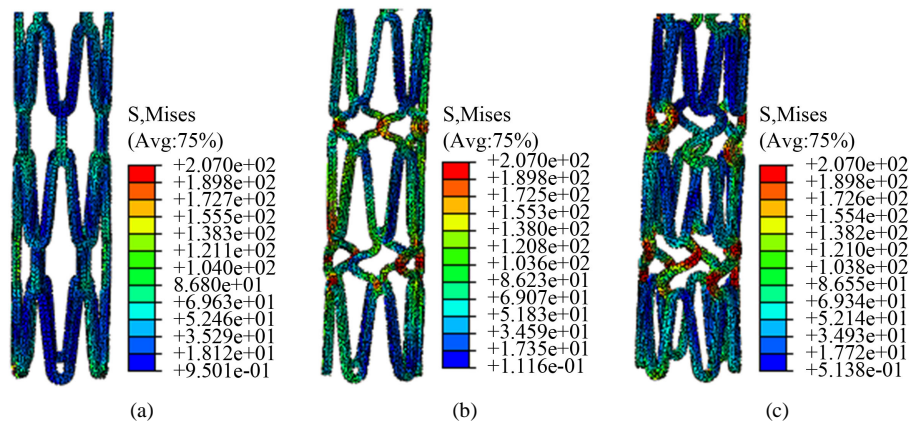 S,Mises
(Avg:75%)
+2.070e+02
+1.898e+02
+1.727e+02
+1.555e+02
+1.383e+02
+1.211e+02
+1.040e+02
8.680e+01
+6.963e+01
+5.246e+01
+3.529e+01
+1.812e+01
+9.501e-01
(a)
S,Mises
(Avg:75%)
+2.070e+02
+1.898e+02
+1.725e+02
+1.553e+02
+1.380e+02
+1.208e+02
+1.036e+02
+8.623e+01
+6.907e+01
+5.183e+01
+3.459e+01
+1.735e+01
+1.116e-01
(b)
S,Mises
(Avg:75%)
+2.070e+02
+1.898e+02
+1.726e+02
+1.554e+02
+1.382e+02
+1.210e+02
+1.038e+02
+8.655e+01
+6.934e+01
+5.214e+01
+3.493e+01
+1.772e+01
+5.138e-01
(c)